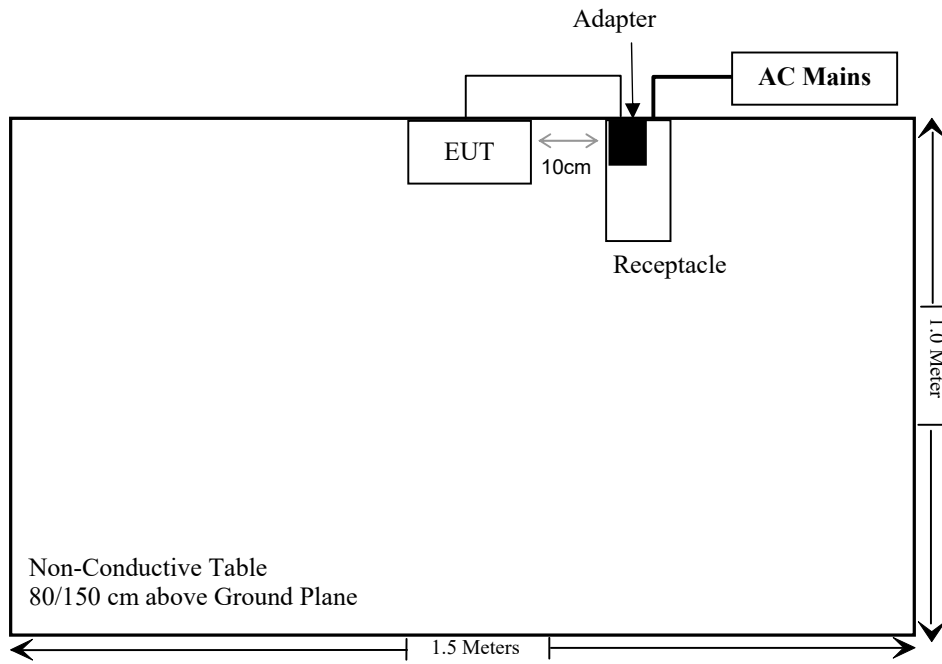 Adapter
AC Mains
EUT
10cm
Receptacle
1.0 Meter
Non-Conductive Table
80/150 cm above Ground Plane
1.5 Meters